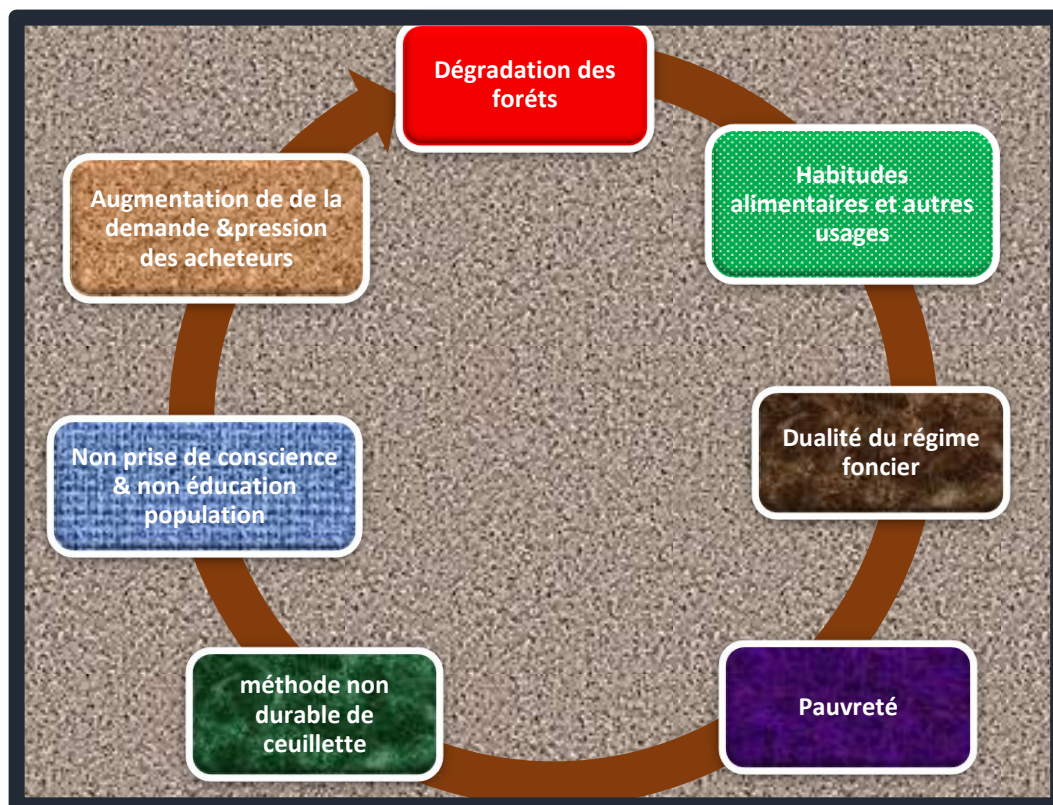 Dégradation des
foréts
Habitudes
alimentaires et autres
usages
Dualité du régime
foncier
Pauvreté
méthode non
durable de
ceuillette
Non prise de conscience
& non éducation
population
Augmentation de de la
demande &pression
des acheteurs